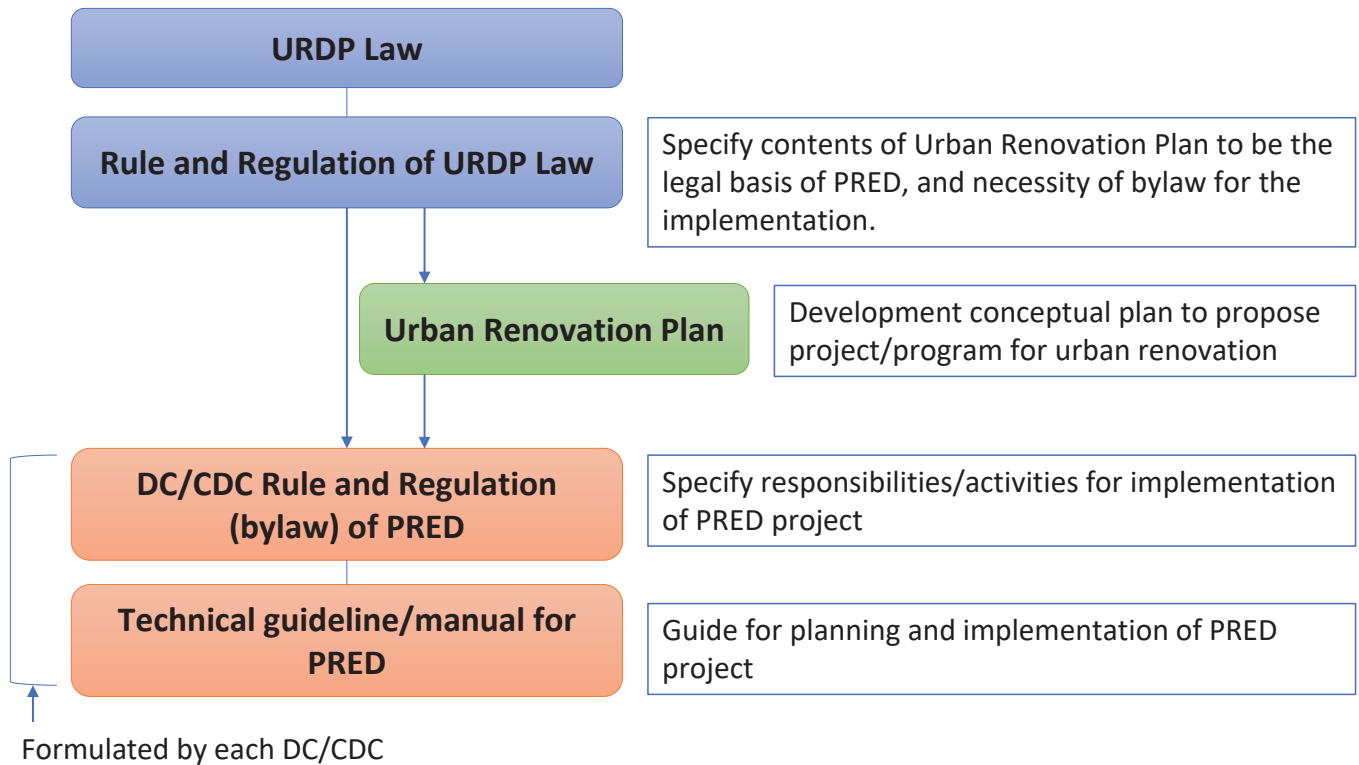 URDP Law
Rule and Regulation of URDP Law
Specify contents of Urban Renovation Plan to be the
legal basis of PRED, and necessity of bylaw for the
implementation.
Urban Renovation Plan
Development conceptual plan to propose
project/program for urban renovation
DC/CDC Rule and Regulation
(bylaw) of PRED
Specify responsibilities/activities for implementation
of PRED project
Technical guideline/manual for
PRED
Guide for planning and implementation of PRED
project
Formulated by each DC/CDC